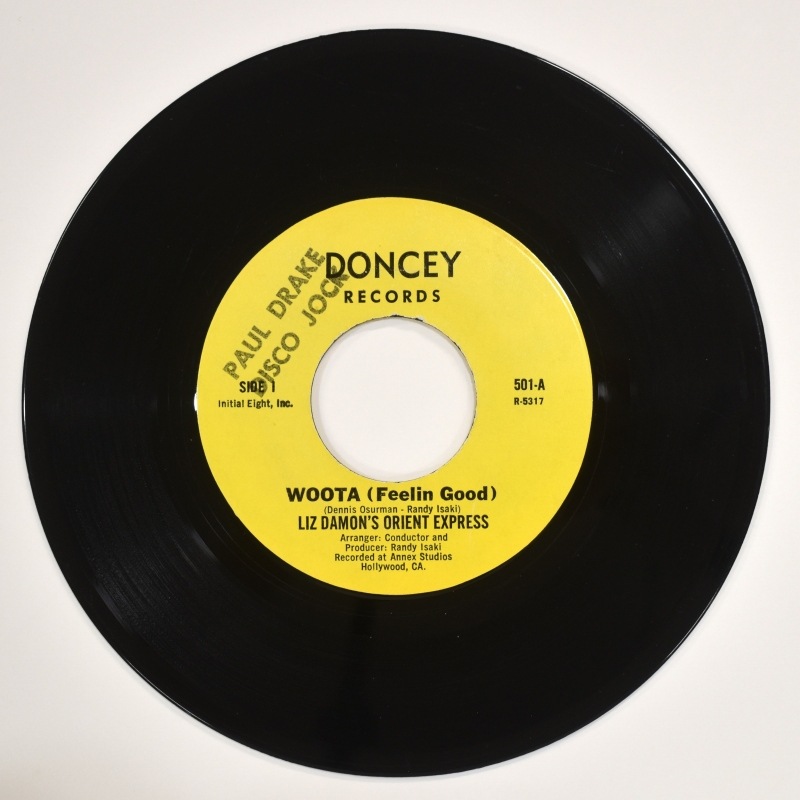 DONCEY
RECORDS
PAUL DRAKE
DISCO JOCK
SIDE 1
Initial Eight, Inc.
501-A
R-5317
WOOTA (Feelin Good)
(Dennis Osurman - Randy Isaki)
LIZ DAMON'S ORIENT EXPRESS
Arranger: Conductor and
Producer: Randy Isaki
Recorded at Annex Studios
Hollywood, CA.